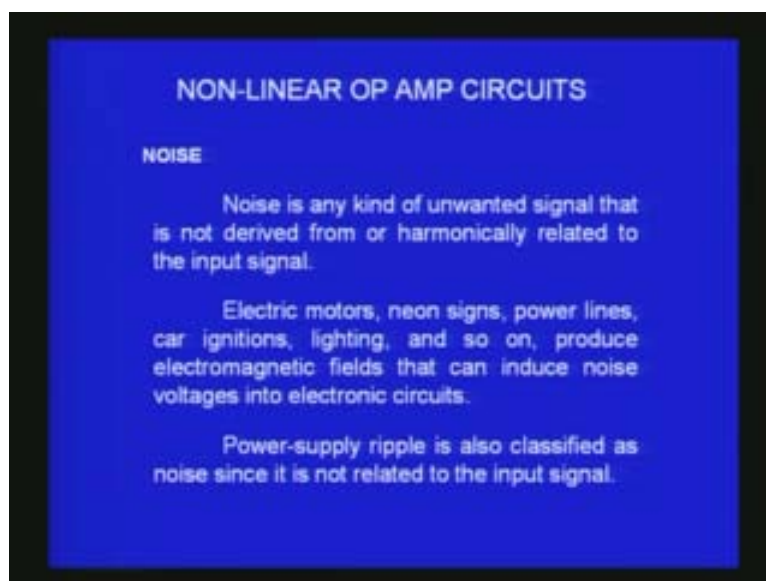 NON-LINEAR OP AMP CIRCUITS
NOISE
Noise is any kind of unwanted signal that
is not derived from or harmonically related to
the input signal.
Electric motors, neon signs, power lines,
car ignitions, lighting, and so on, produce
electromagnetic fields that can induce noise
voltages into electronic circuits.
Power-supply ripple is also classified as
noise since it is not related to the input signal.